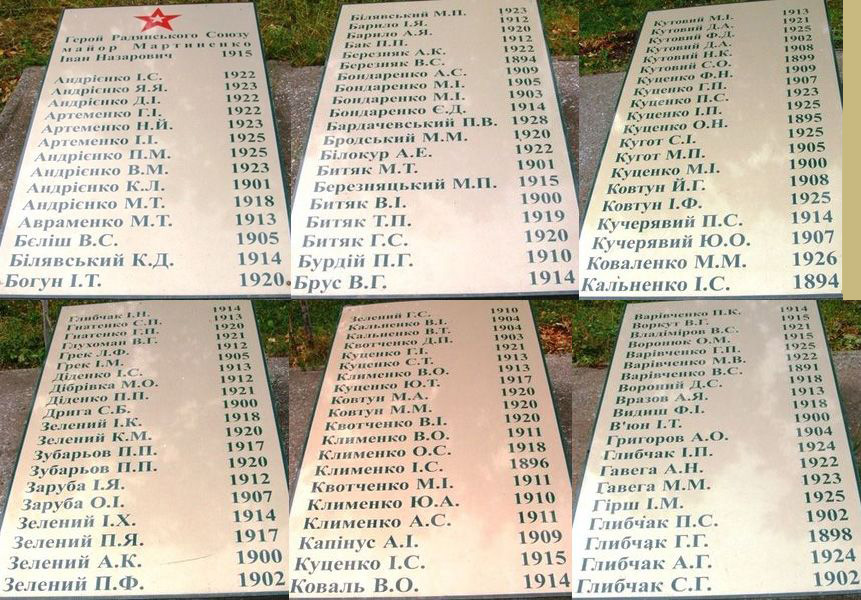 Герой Радянського Союзу
майор Мартиненко
Іван Назарович 1915
Андрієнко І.С. 1922
Андрієнко Я.Я. 1923
Андрієнко Д.І. 1922
Артеменко Г.І. 1922
Артеменко Н.Й. 1923
Артеменко І.І. 1925
Андрієнко П.М. 1925
Андрієнко В.М. 1923
Андрієнко К.Л. 1901
Андрієнко М.Т. 1918
Авраменко М.Т. 1913
Бєліш В.С. 1905
Білявський К.Д. 1914
Богун І.Т. 1920
Білявський М.П. 1923
Барило І.Я. 1912
Барило А.Я. 1920
Бак П.П. 1912
Березняк А.К. 1922
Березняк В.С. 1894
Бондаренко А.С. 1909
Бондаренко М.І. 1905
Бондаренко М.І. 1903
Бондаренко Є.Д. 1914
Бардачевський П.В. 1928
Бродський М.М. 1920
Білокур А.Е. 1922
Битяк М.Т. 1901
Березняцький М.П. 1915
Битяк В.І. 1900
Битяк Т.П. 1919
Битяк Г.С. 1920
Бурдій П.Г. 1910
Брус В.Г. 1914
Кутовий М.І. 1913
Кутовий Д.А. 1921
Кутовий Ф.Д. 1902
Кутовий Д.А. 1908
Кутовий Н.К. 1899
Кутовий С.О. 1909
Куценко Ф.Н. 1907
Куценко Г.П. 1923
Куценко П.С. 1925
Куценко І.П. 1895
Куценко О.Н. 1925
Кугот С.І. 1905
Кугот М.П. 1900
Куценко М.І. 1908
Ковтун Й.Г. 1925
Ковтун І.Ф. 1914
Кучерявий П.С. 1907
Кучерявий Ю.О. 1926
Коваленко М.М. 1894
Кальненко І.С.
Глибчак І.Н. 1914
Гнатенко С.П. 1913
Гнатенко Г.Н. 1920
Глухоман В.Г. 1921
Грек Л.Ф. 1912
Грек І.М. 1905
Діденко І.С. 1913
Дібрівка М.О. 1912
Діденко П.П. 1921
Дрига С.Б. 1900
Зелений І.К. 1918
Зелений К.М. 1920
Зубарьов П.П. 1917
Зубарьов П.П. 1920
Заруба І.Я. 1912
Заруба О.І. 1907
Зелений І.Х. 1914
Зелений П.Я. 1917
Зелений А.К. 1900
Зелений П.Ф. 1902
Зелений Г.С. 1910
Кальненко В.І. 1904
Кальненко В.Т. 1904
Квотченко Д.П. 1903
Куценко Г.І. 1921
Куценко С.Т. 1913
Клименко В.О. 1913
Куценко Ю.Т. 1917
Ковтун М.А. 1920
Ковтун М.М. 1920
Квотченко В.І. 1920
Клименко В.О. 1911
Клименко О.С. 1918
Клименко І.С. 1896
Квотченко М.І. 1911
Клименко Ю.А. 1910
Клименко А.С. 1911
Капінус А.І. 1909
Куценко І.С. 1915
Коваль В.О. 1914
Варівченко П.К. 1914
Воркут В.Г. 1915
Владіміров В.С. 1921
Воронюк О.М. 1915
Варівченко Г.П. 1925
Варівченко М.В. 1922
Варівченко В.С. 1891
Вороний Д.С. 1918
Вразов А.Я. 1913
Видиш Ф.І. 1918
В'юн І.Т. 1900
Григоров А.О. 1904
Глибчак І.П. 1924
Гавега А.Н. 1922
Гавега М.М. 1923
Гірш І.М. 1925
Глибчак П.С. 1902
Глибчак Г.Г. 1898
Глибчак А.Г. 1924
Глибчак С.Г. 1902